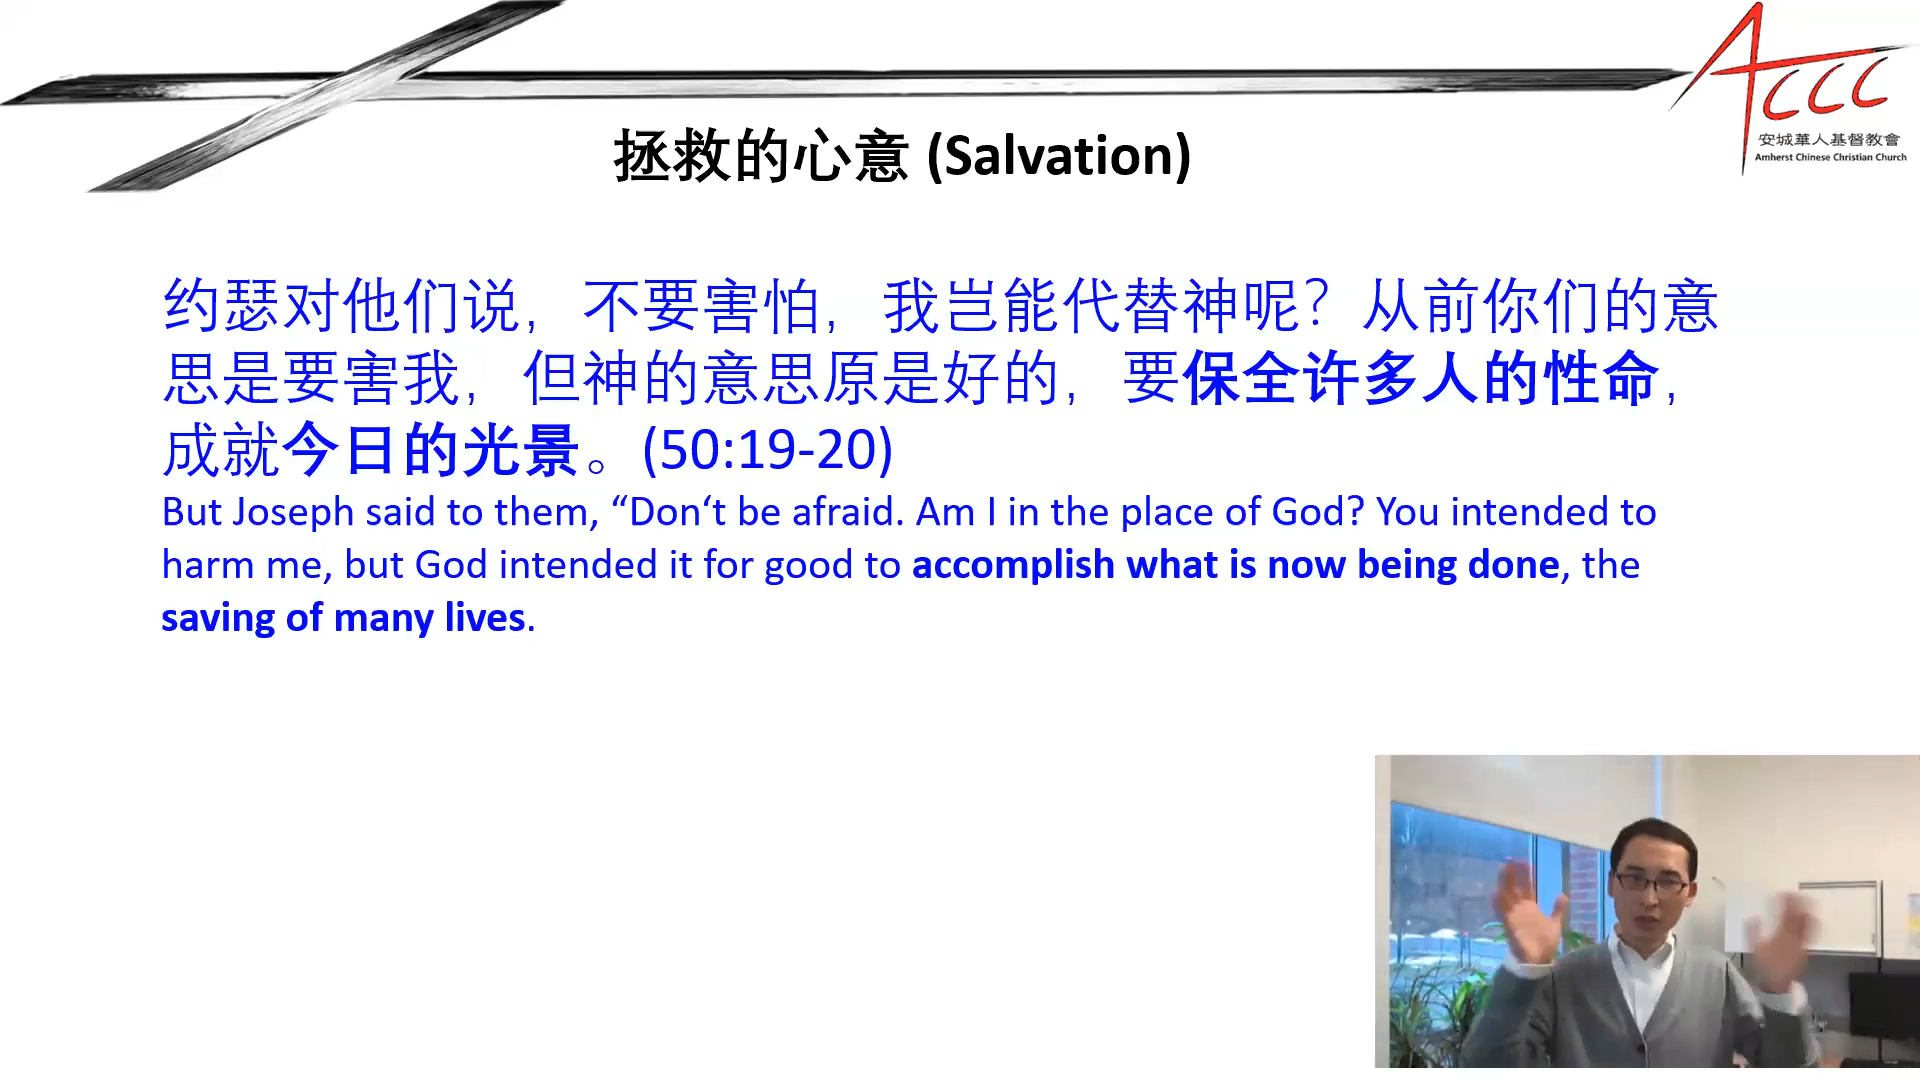 ACCC
安城華人基督教會
Amherst Chinese Christian Church
拯救的心意 (Salvation)
约瑟对他们说，不要害怕，我岂能代替神呢？从前你们的意
思是要害我，但神的意思原是好的，要保全许多人的性命，
成就今日的光景。(50:19-20)
But Joseph said to them, “Don‘t be afraid. Am I in the place of God? You intended to
harm me, but God intended it for good to accomplish what is now being done, the
saving of many lives.